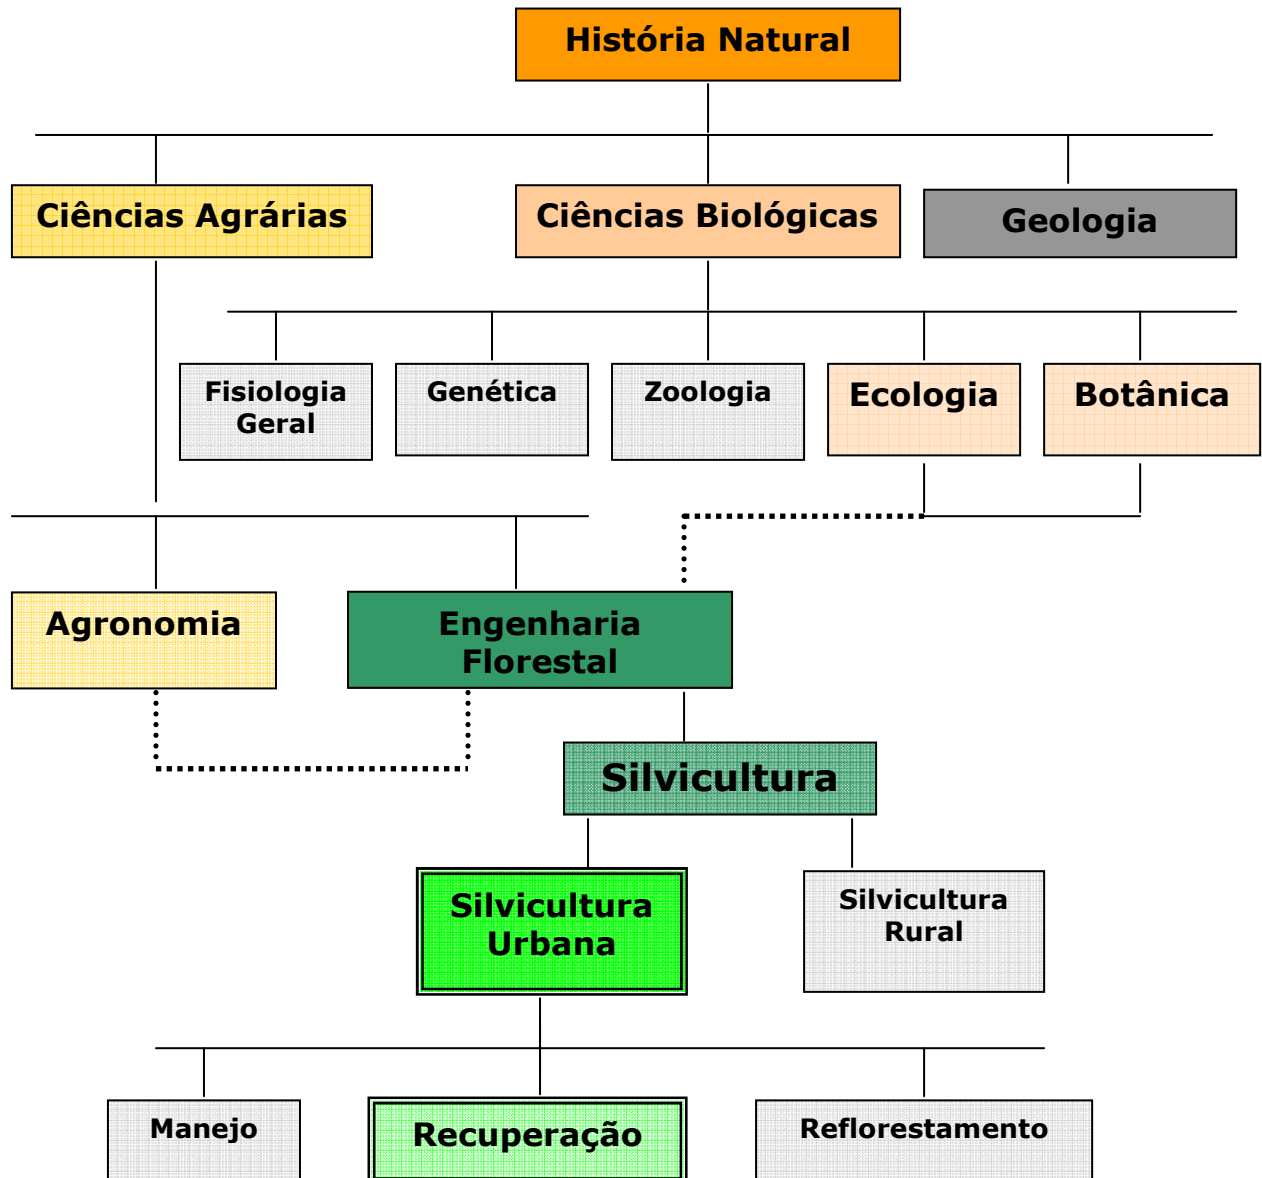 História Natural
Ciências Agrárias
Ciências Biológicas
Geologia
Fisiologia
Geral
Genética
Zoologia
Ecologia
Botânica
Agronomia
Engenharia
Florestal
Silvicultura
Silvicultura
Urbana
Silvicultura
Rural
Manejo
Recuperação
Reflorestamento